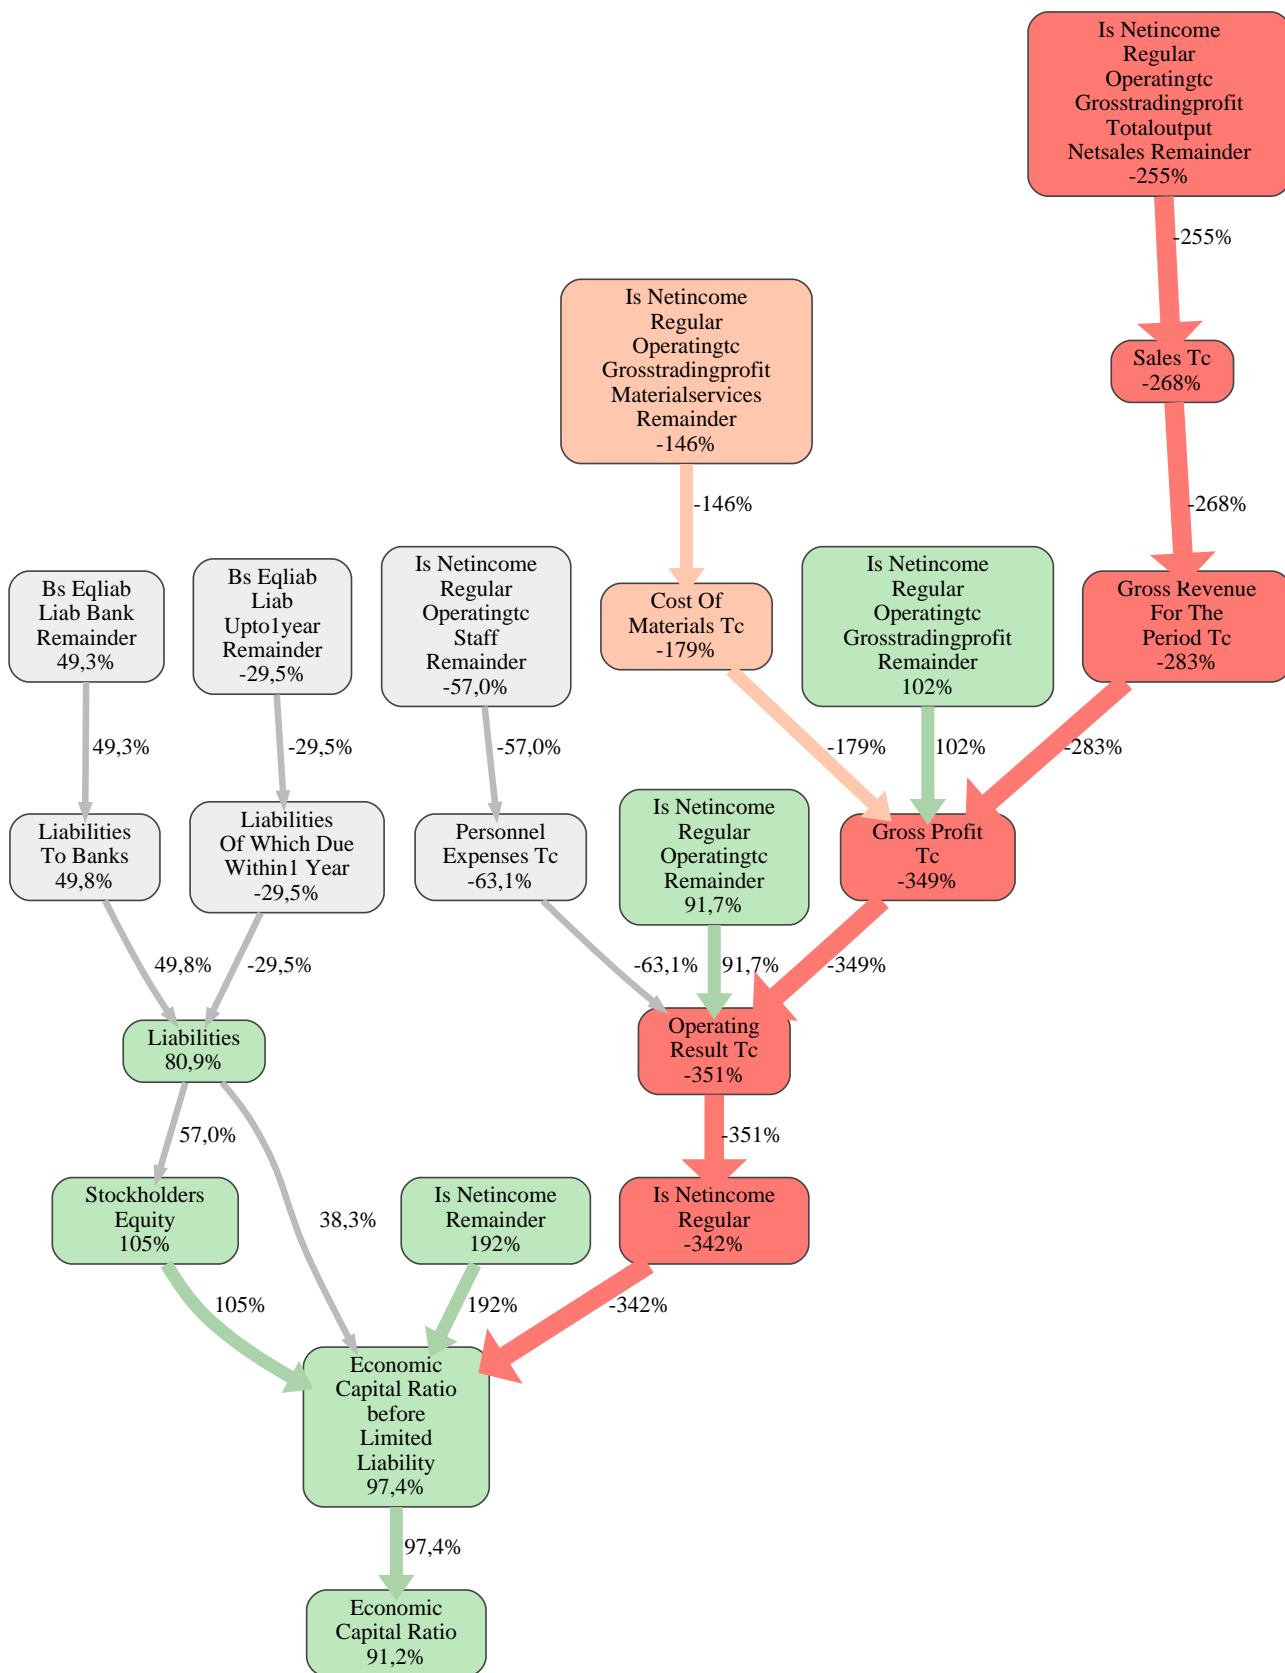 Is Netincome
Regular
Operatingtc
Grosstradingprofit
Totaloutput
Netsales Remainder
-255%
-255%
Is Netincome
Regular
Operatingtc
Grosstradingprofit
Materialservices
Remainder
-146%
Sales Tc
-268%
-146%
-268%
Bs Eqliab
Liab Bank
Remainder
49,3%
Bs Eqliab
Liab
Upto1year
Remainder
-29,5%
Is Netincome
Regular
Operatingtc
Staff
Remainder
-57,0%
Cost Of
Materials Tc
-179%
Is Netincome
Regular
Operatingtc
Grosstradingprofit
Remainder
102%
Gross Revenue
For The
Period Tc
-283%
49,3%
-29,5%
-57,0%
-179%
102%
-283%
Liabilities
To Banks
49,8%
Liabilities
Of Which Due
Within1 Year
-29,5%
Personnel
Expenses Tc
-63,1%
Is Netincome
Regular
Operatingtc
Remainder
91,7%
Gross Profit
Tc
-349%
49,8%
-29,5%
-63,1%
91,7%
-349%
Liabilities
80,9%
Operating
Result Tc
-351%
57,0%
-351%
Stockholders
Equity
105%
38,3%
Is Netincome
Remainder
192%
Is Netincome
Regular
-342%
105%
192%
-342%
Economic
Capital Ratio
before
Limited
Liability
97,4%
97,4%
Economic
Capital Ratio
91,2%